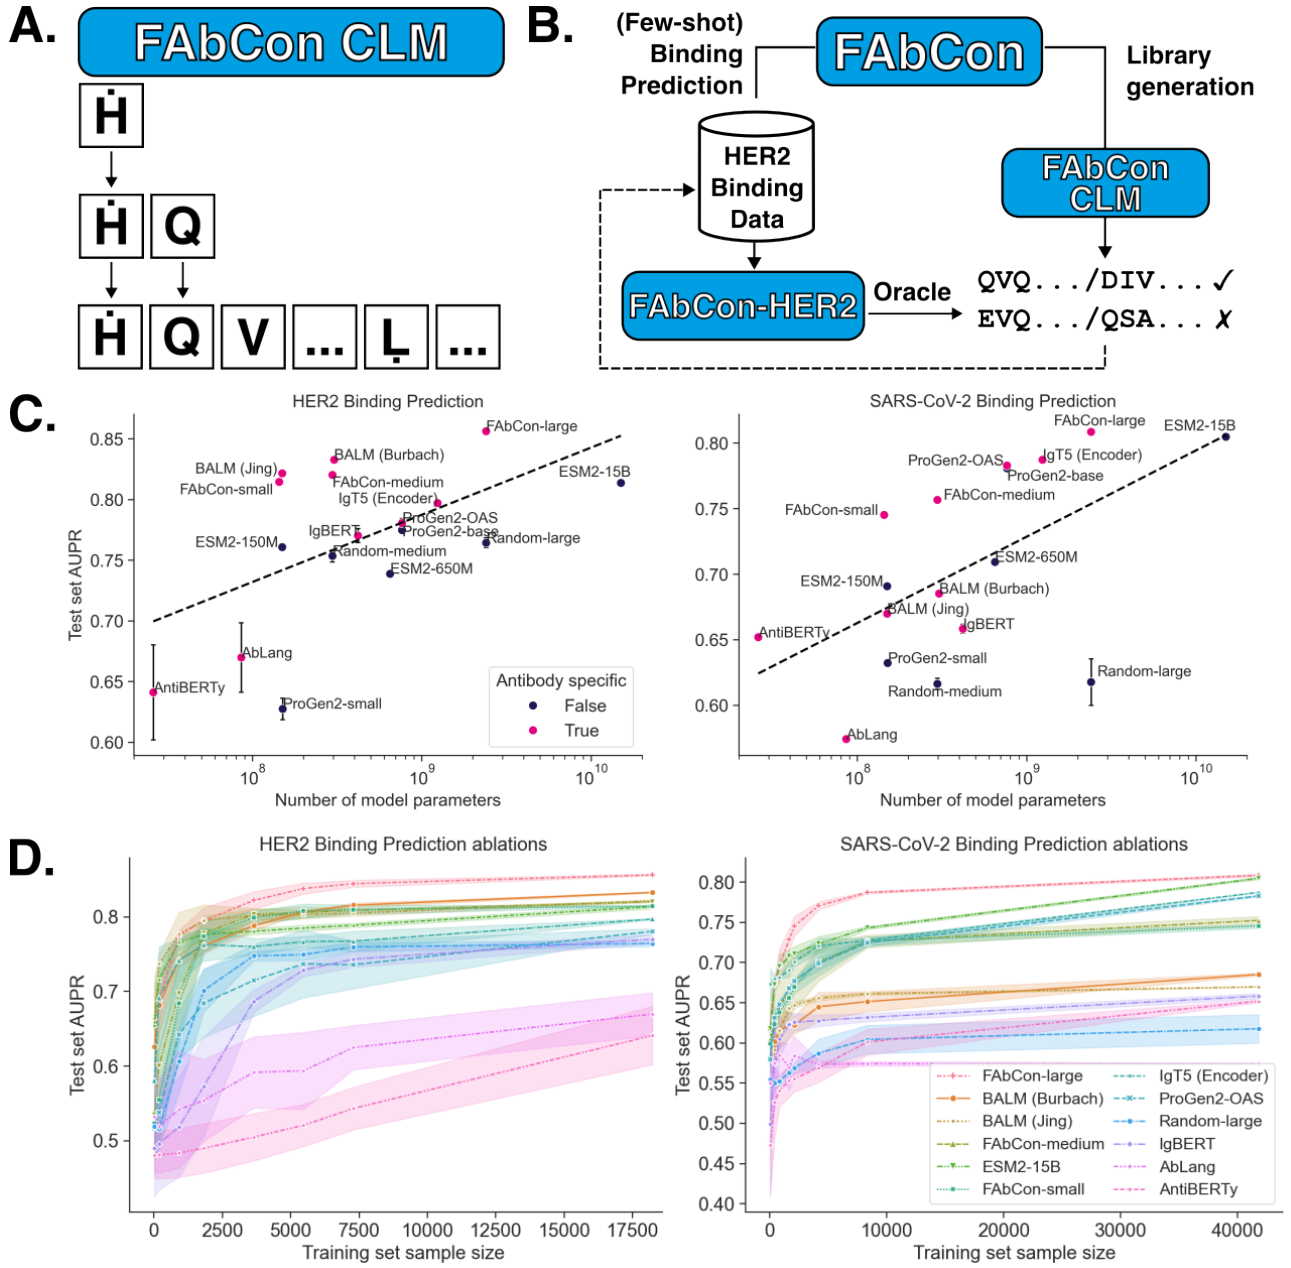 A.
FAbCon CLM
Ḣ
Ḣ Q
Ḣ Q V ... Ḷ ...
B.
(Few-shot)
Binding
Prediction
FAbCon
Library
generation
HER2
Binding
Data
FAbCon
CLM
FAbCon-HER2
Oracle
QVQ.../DIV...✓
EVQ.../QSA...✗
C.
HER2 Binding Prediction
Test set AUPR
0.85
0.80
0.75
0.70
0.65
0.60
FAbCon-large
BALM (Burbach)
BALM (Jing)
FAbCon-small
FAbCon-medium
ESM2-15B
IgT5 (Encoder)
ProGen2-OAS
IgBERT
ProGen2-base
Random-large
ESM2-150M
Random-medium
ESM2-650M
AbLang
AntiBERTy
ProGen2-small
Antibody specific
False
True
10⁸
10⁹
10¹⁰
Number of model parameters
SARS-CoV-2 Binding Prediction
0.80
0.75
0.70
0.65
0.60
FAbCon-large
ESM2-15B
ProGen2-OAS
IgT5 (Encoder)
ProGen2-base
FAbCon-medium
FAbCon-small
ESM2-650M
ESM2-150M
BALM (Burbach)
BALM (Jing)
IgBERT
AntiBERTy
ProGen2-small
Random-large
Random-medium
AbLang
10⁸
10⁹
10¹⁰
Number of model parameters
D.
HER2 Binding Prediction ablations
Test set AUPR
0.8
0.7
0.6
0.5
0
2500
5000
7500
10000
12500
15000
17500
Training set sample size
SARS-CoV-2 Binding Prediction ablations
Test set AUPR
0.80
0.75
0.70
0.65
0.60
0.55
0.50
0.45
0.40
FAbCon-large
BALM (Burbach)
BALM (Jing)
FAbCon-medium
ESM2-15B
FAbCon-small
IgT5 (Encoder)
ProGen2-OAS
Random-large
IgBERT
AbLang
AntiBERTy
0
10000
20000
30000
40000
Training set sample size